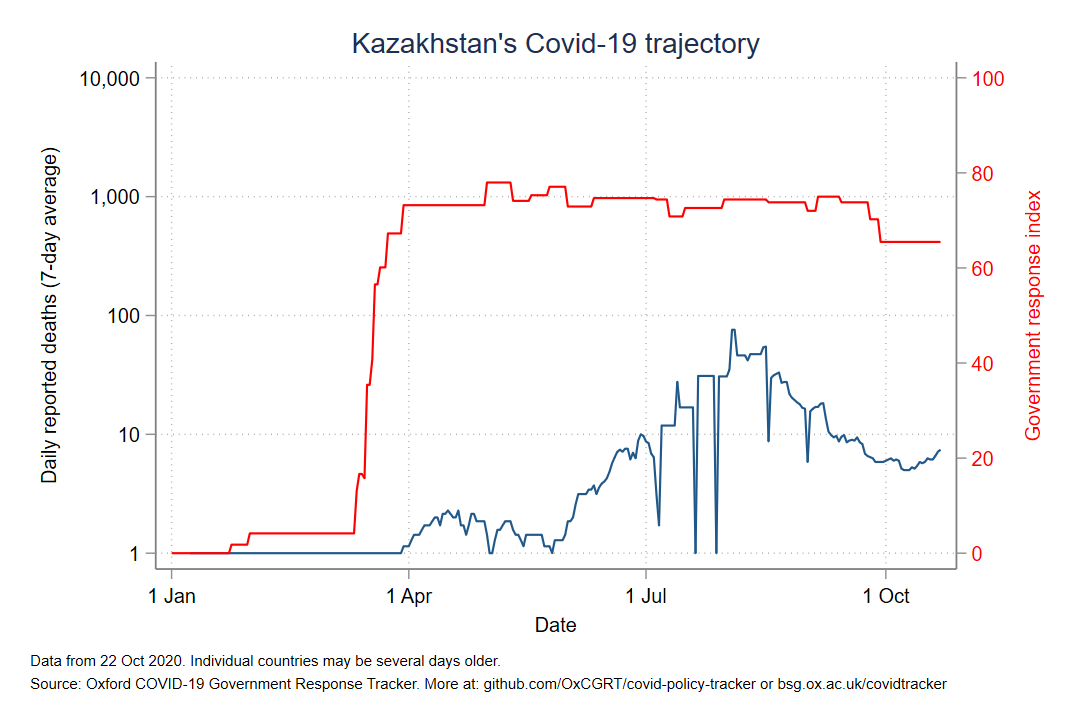 Kazakhstan's Covid-19 trajectory
10,000
1,000
100
10
1
Daily reported deaths (7-day average)
100
80
60
40
20
0
Government response index
1 Jan
1 Apr
1 Jul
1 Oct
Date
Data from 22 Oct 2020. Individual countries may be several days older.
Source: Oxford COVID-19 Government Response Tracker. More at: github.com/OxCGRT/covid-policy-tracker or bsg.ox.ac.uk/covidtracker